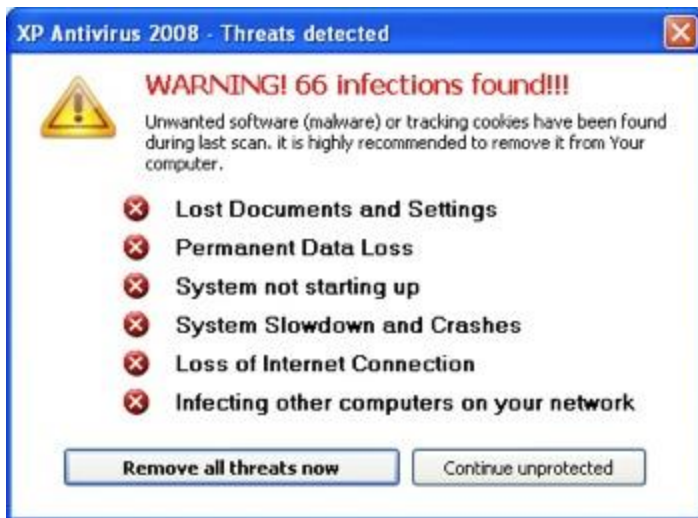 XP Antivirus 2008 - Threats detected
WARNING! 66 infections found!!!
Unwanted software (malware) or tracking cookies have been found
during last scan. it is highly recommended to remove it from Your
computer.
Lost Documents and Settings
Permanent Data Loss
System not starting up
System Slowdown and Crashes
Loss of Internet Connection
Infecting other computers on your network
Remove all threats now
Continue unprotected